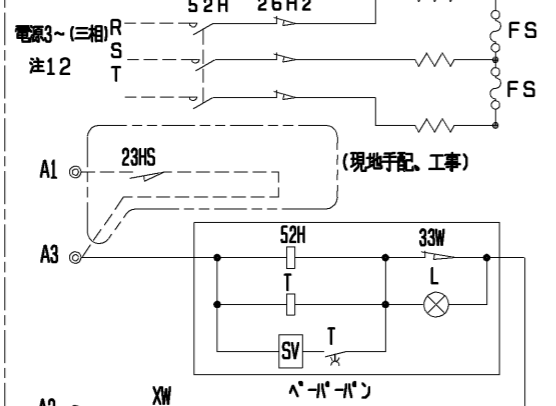 52H 26H2
電源3～(三相) R
S
注12 T
FS
FS
A1 23HS (現地手配、工事)
A3
52H 33W
T L
SV T
ペーパーパン
XW
A2